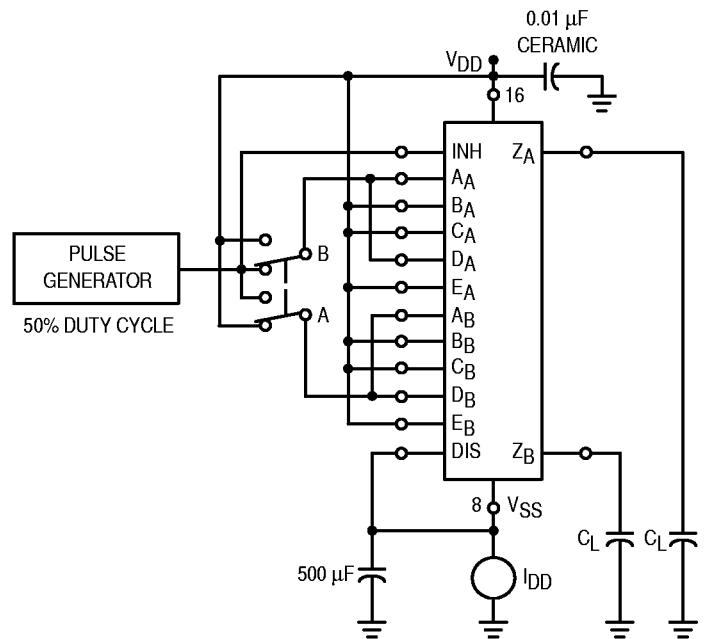 0.01 µF
CERAMIC
VDD
16
INH
ZA
AA
BA
CA
DA
EA
AB
BB
CB
DB
EB
DIS
ZB
B
A
PULSE
GENERATOR
50% DUTY CYCLE
8
VSS
CL
CL
500 µF
IDD